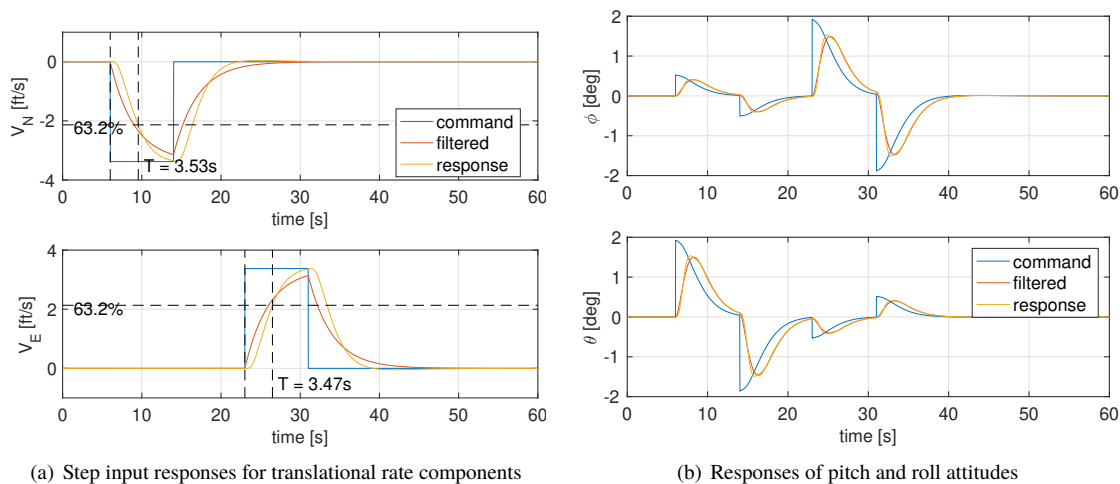 0
-2
-4
V_N [ft/s]
63.2%
T = 3.53s
command
filtered
response
0 10 20 30 40 50 60
time [s]
4
2
0
V_E [ft/s]
63.2%
T = 3.47s
0 10 20 30 40 50 60
time [s]
(a) Step input responses for translational rate components
2
1
0
-1
-2
ϕ [deg]
0 10 20 30 40 50 60
time [s]
2
1
0
-1
-2
θ [deg]
command
filtered
response
0 10 20 30 40 50 60
time [s]
(b) Responses of pitch and roll attitudes